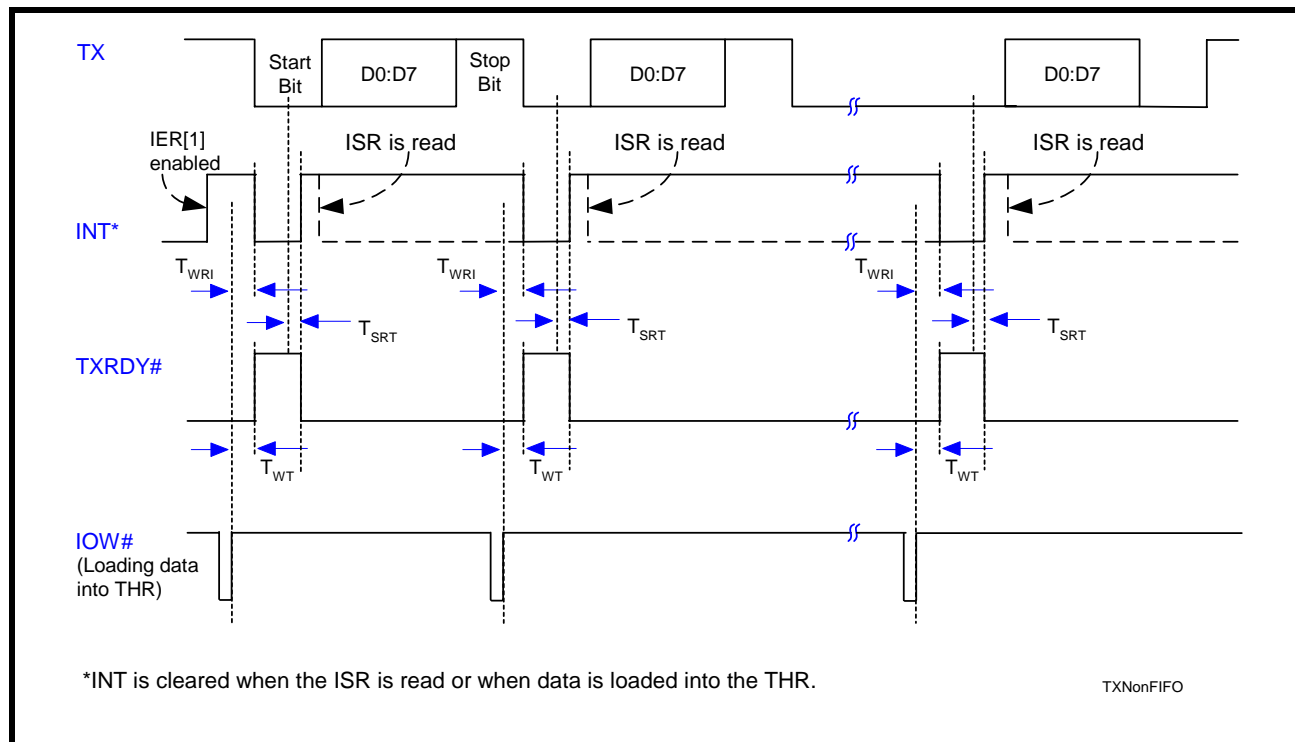 TX
Start
Bit
D0:D7
Stop
Bit
D0:D7
D0:D7
IER[1]
enabled
ISR is read
ISR is read
ISR is read
INT*
TWRI
TWRI
TWRI
TSRT
TSRT
TSRT
TXRDY#
TWT
TWT
TWT
IOW#
(Loading data
into THR)
*INT is cleared when the ISR is read or when data is loaded into the THR.
TXNonFIFO